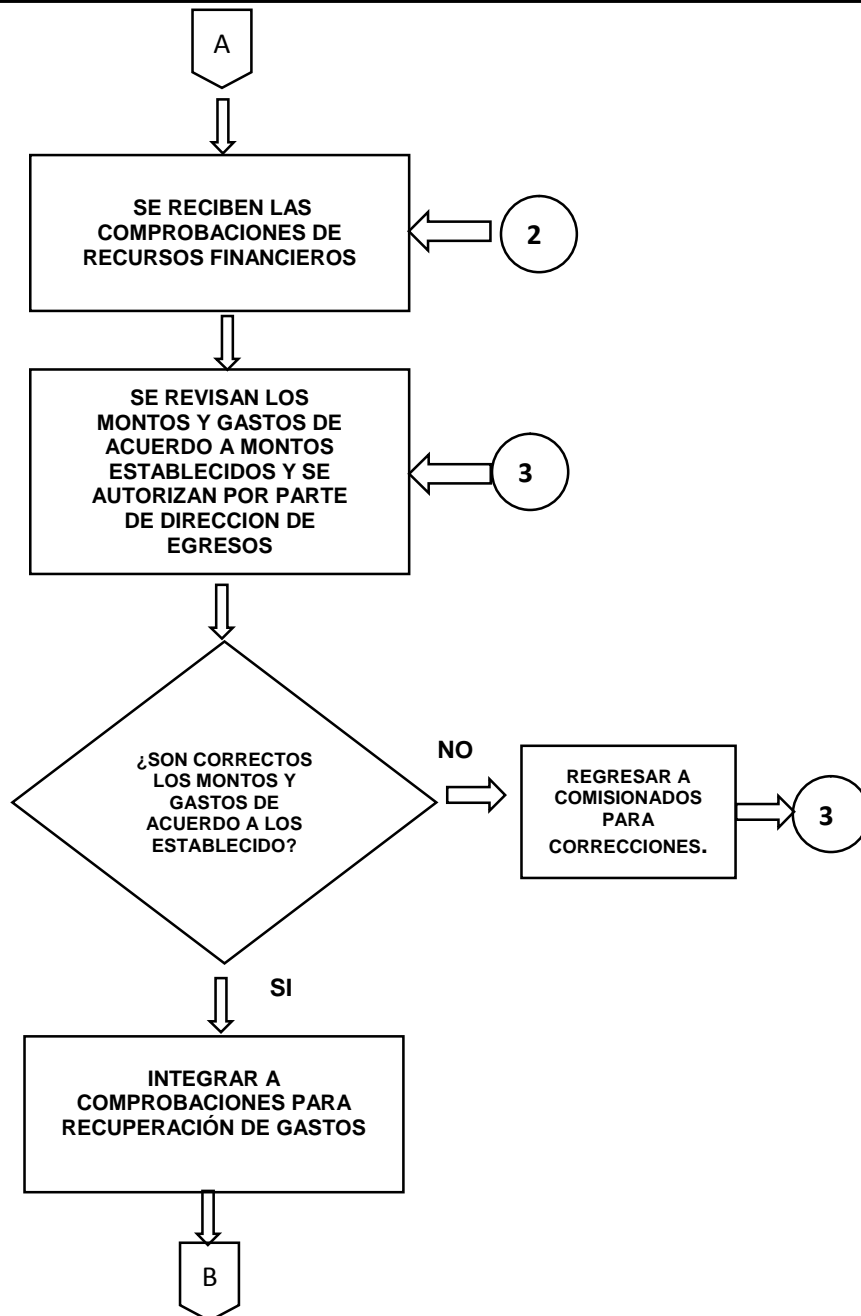 A
SE RECIBEN LAS
COMPROBACIONES DE
RECURSOS FINANCIEROS
2
SE REVISAN LOS
MONTOS Y GASTOS DE
ACUERDO A MONTOS
ESTABLECIDOS Y SE
AUTORIZAN POR PARTE
DE DIRECCION DE
EGRESOS
3
¿SON CORRECTOS
LOS MONTOS Y
GASTOS DE
ACUERDO A LOS
ESTABLECIDO?
NO
REGRESAR A
COMISIONADOS
PARA
CORRECCIONES.
3
SI
INTEGRAR A
COMPROBACIONES PARA
RECUPERACIÓN DE GASTOS
B